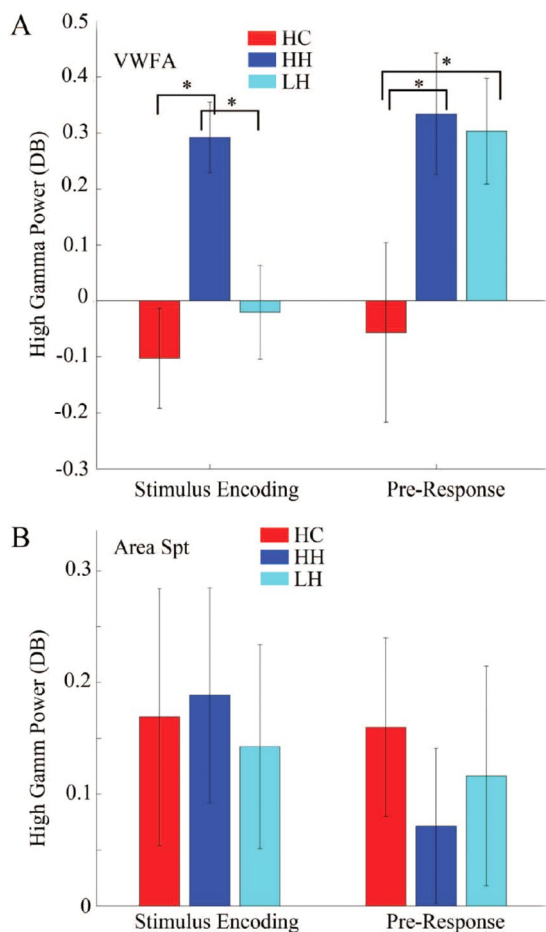 A
VWFA
HC
HH
LH
*
*
*
*
High Gamma Power (DB)
0.5
0.4
0.3
0.2
0.1
0
-0.1
-0.2
-0.3
Stimulus Encoding
Pre-Response
B
Area Spt
HC
HH
LH
High Gamm Power (DB)
0.3
0.2
0.1
0
Stimulus Encoding
Pre-Response